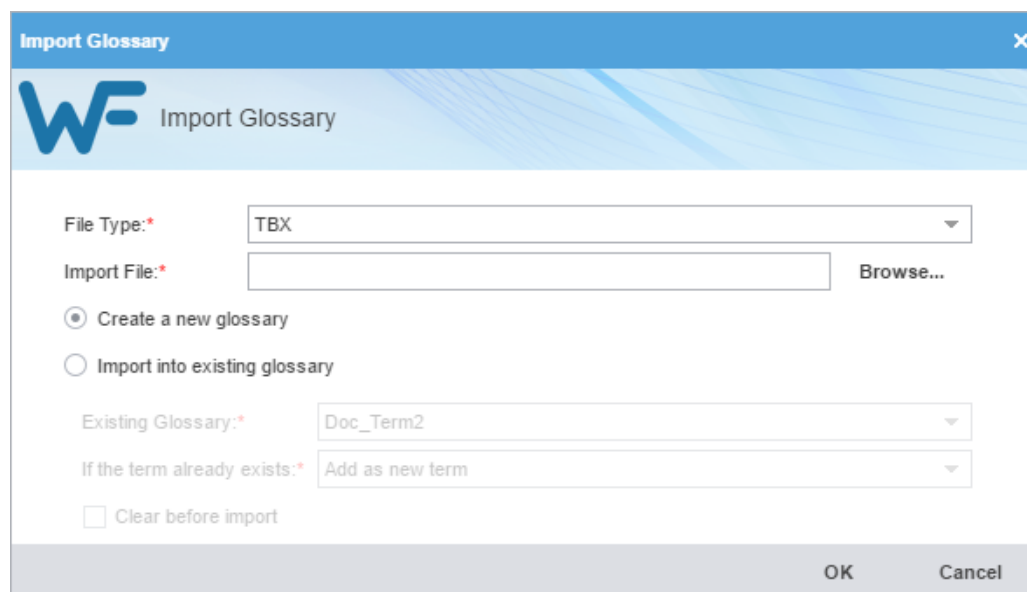 Import Glossary
WF Import Glossary
File Type:* TBX
Import File:* Browse...
Create a new glossary
Import into existing glossary
Existing Glossary:* Doc_Term2
If the term already exists:* Add as new term
Clear before import
OK Cancel